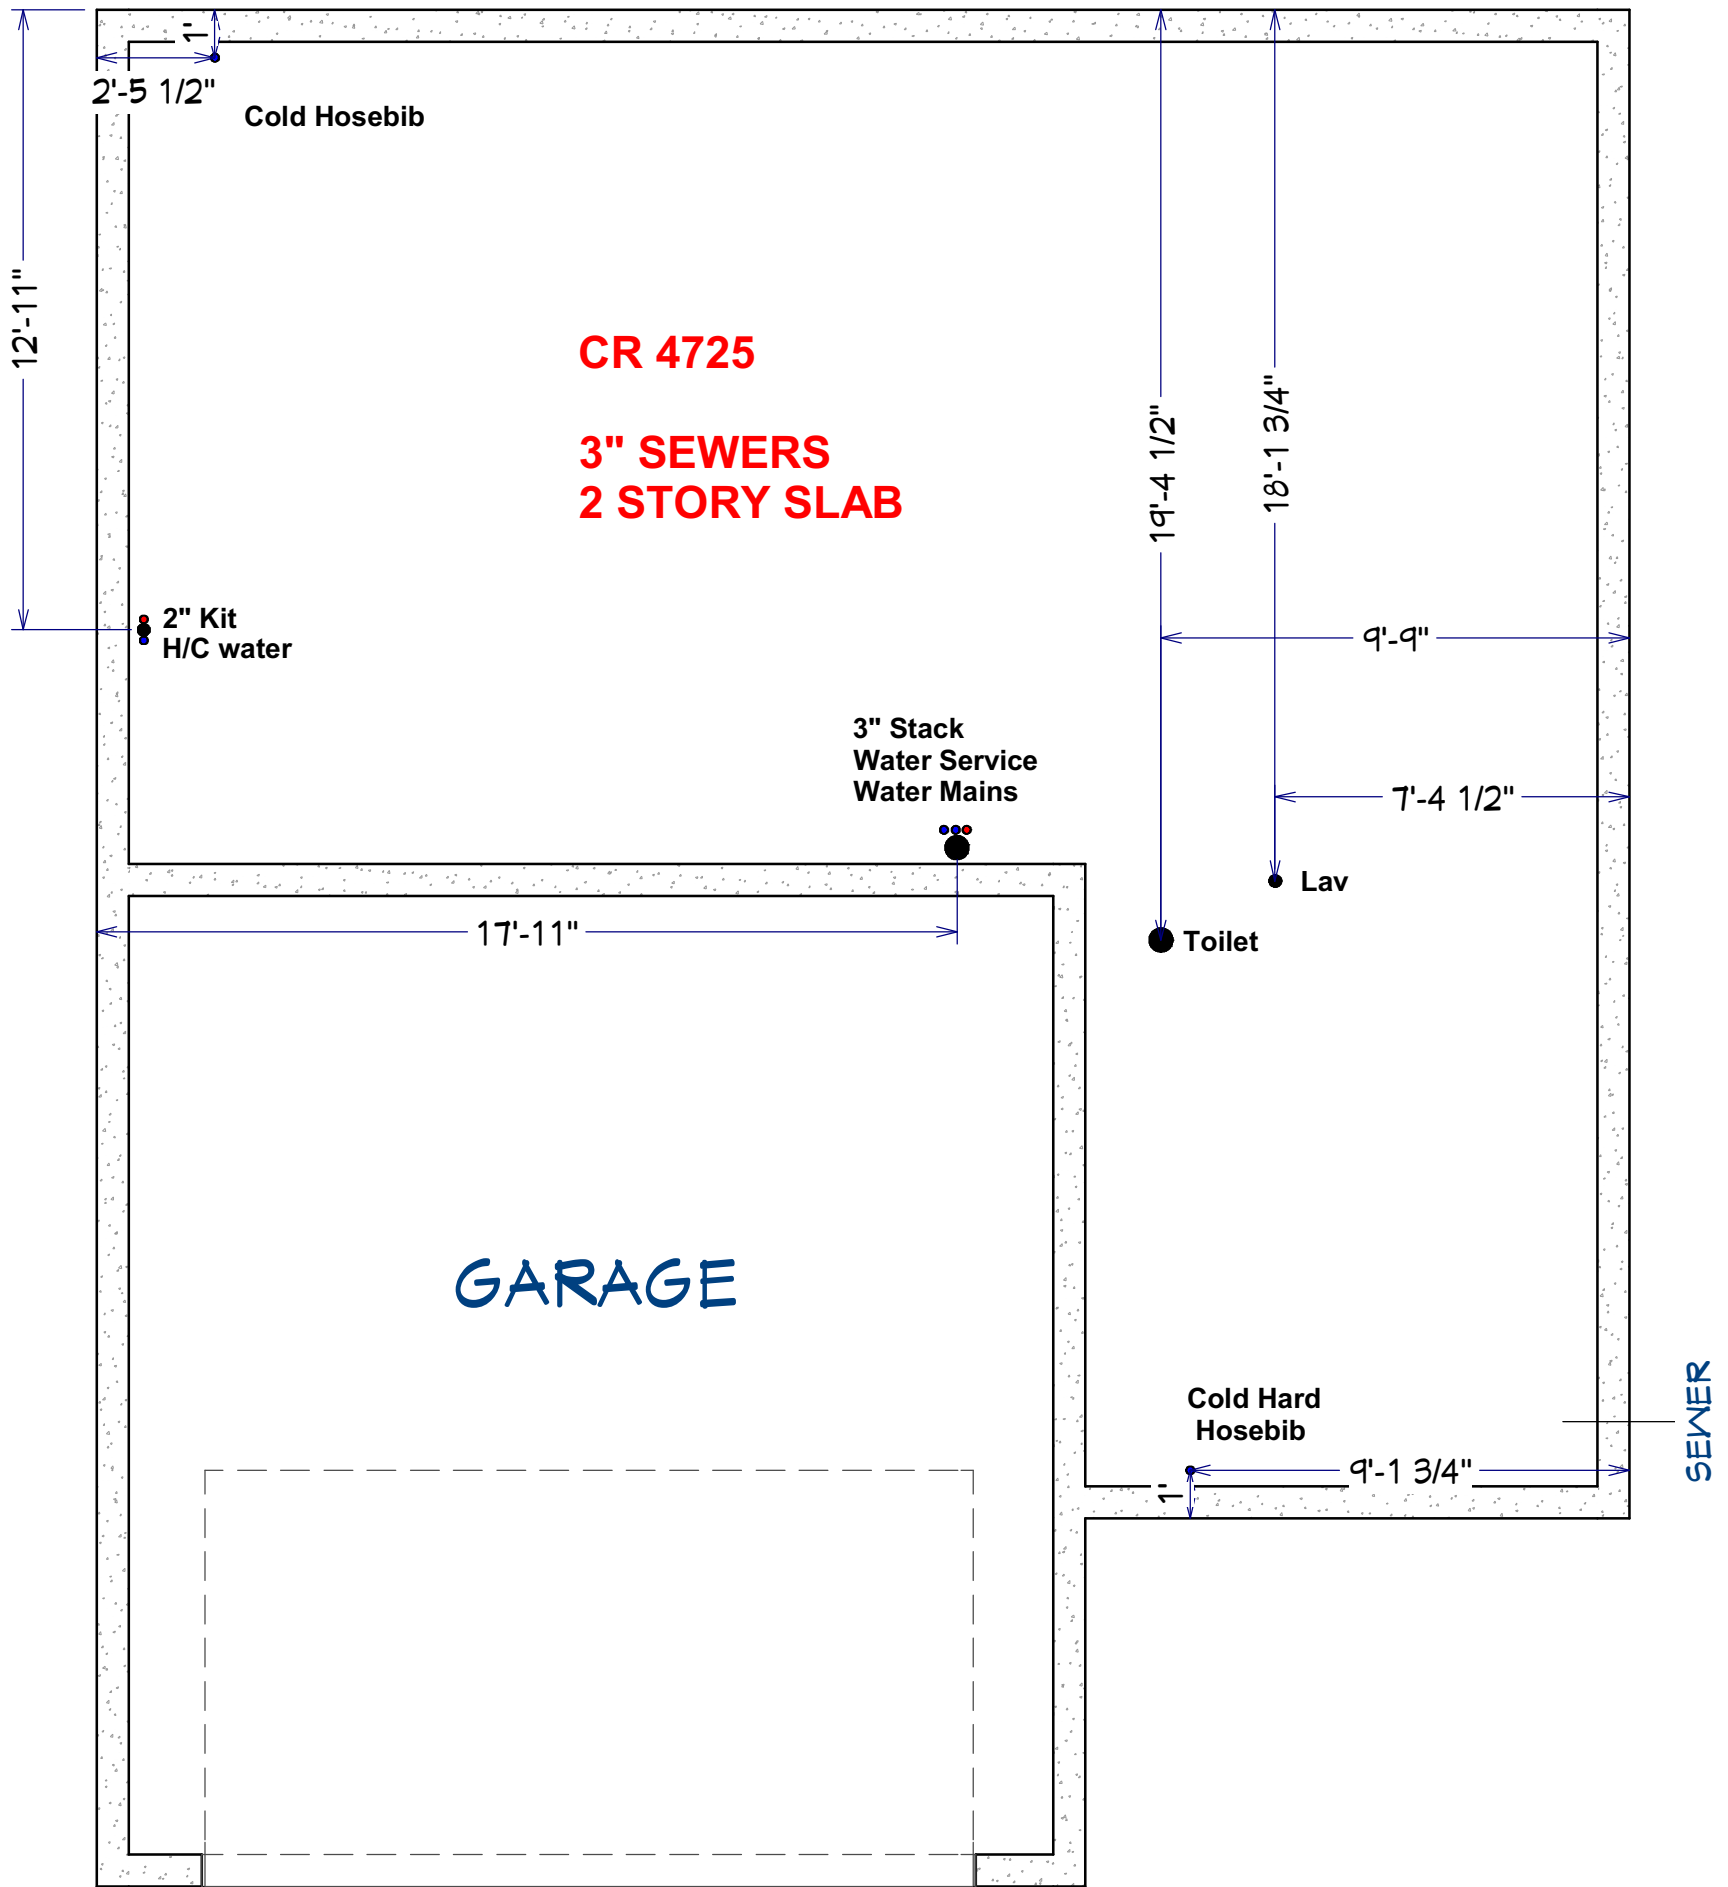 1'
2'-5 1/2"
Cold Hosebib
12'-11"
CR 4725
3" SEWERS
2 STORY SLAB
19'-4 1/2"
18'-1 3/4"
2" Kit
H/C water
9'-9"
3" Stack
Water Service
Water Mains
7'-4 1/2"
Lav
17'-11"
Toilet
GARAGE
Cold Hard
Hosebib
SEWER
9'-1 3/4"
1'